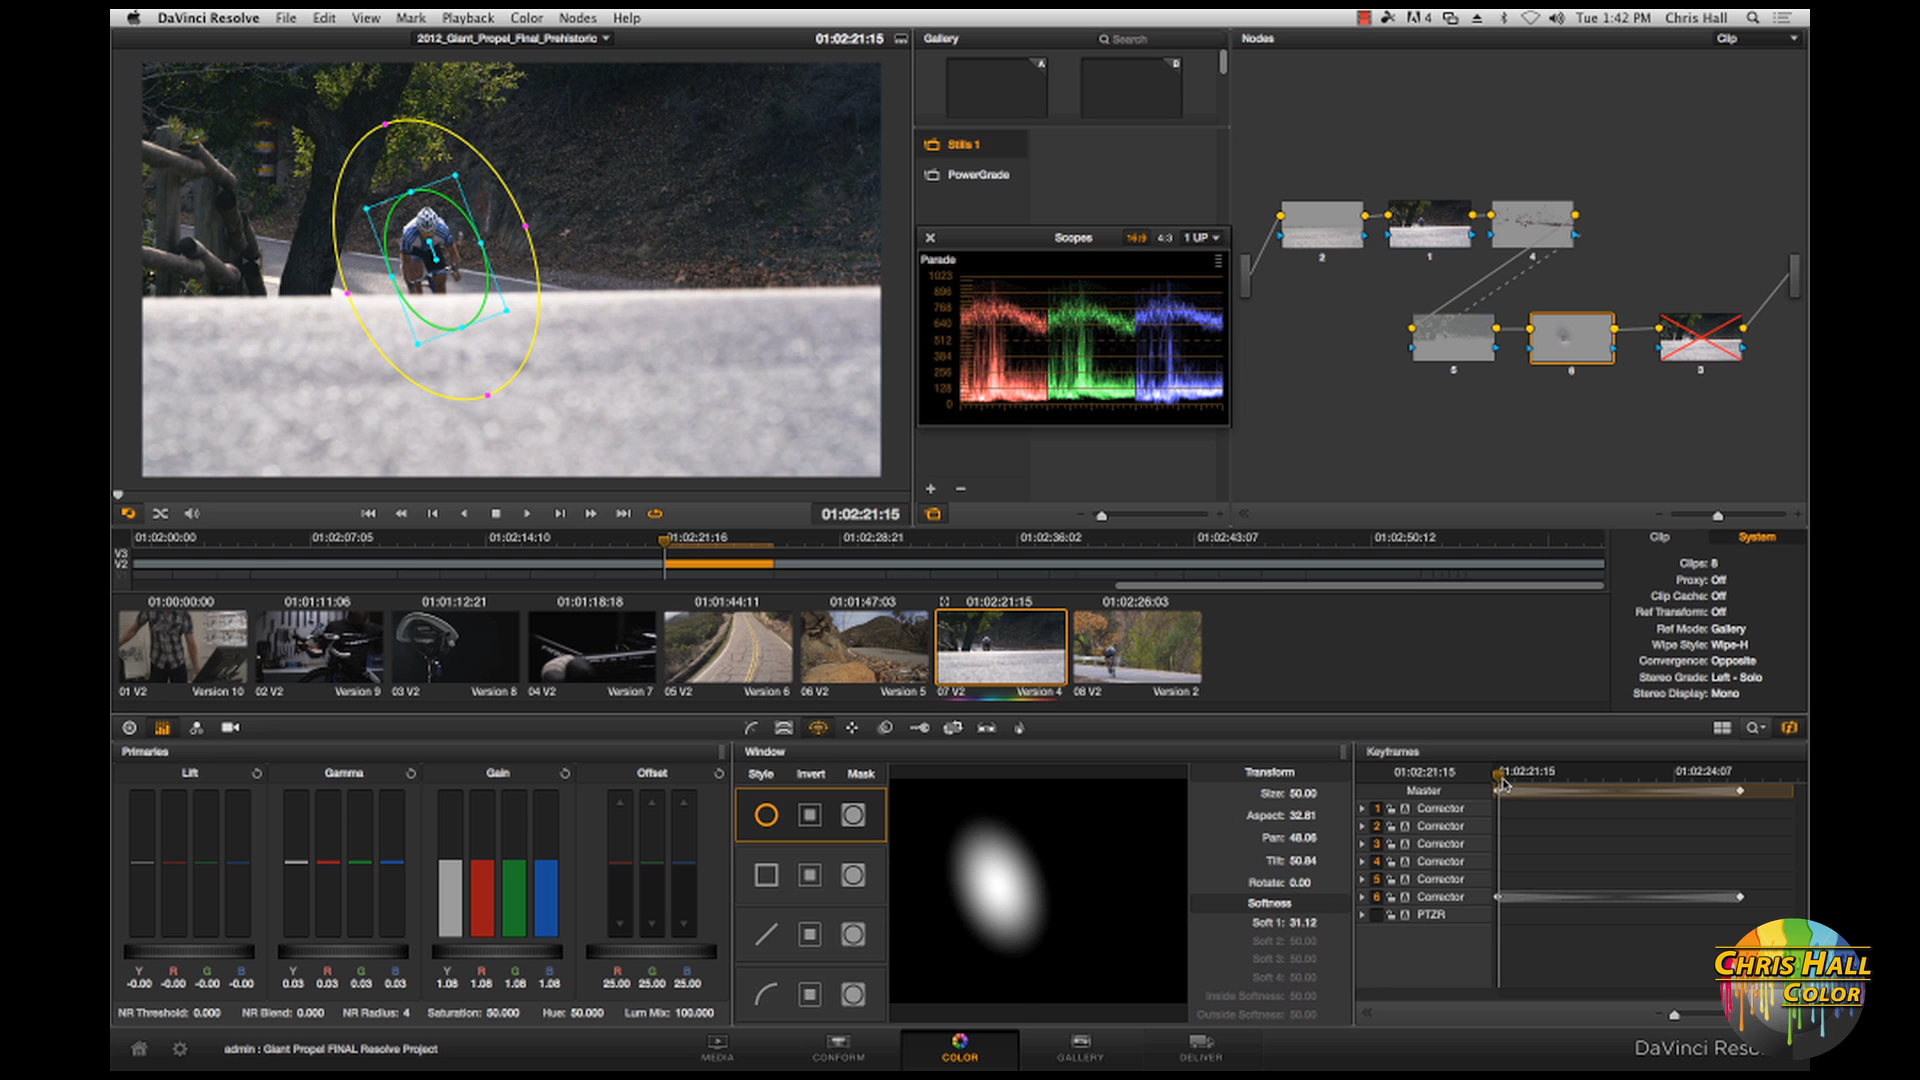 DaVinci Resolve File Edit View Mark Playback Color Nodes Help
4 Tue 1:42 PM Chris Hall
2012_Giant_Propel_Final_Prehistoric 01:02:21:15
Gallery Search
Nodes Clip
A
Stills 1
PowerGrade
Scopes 16:9 4:3 1 UP
Parade
1023
896
768
640
512
384
256
128
0
2 1 4
5 6 3
01:02:21:15
01:02:00:00 01:02:07:05 01:02:14:10 01:02:21:16 01:02:28:21 01:02:36:02 01:02:43:07 01:02:50:12
V3
V2
V1
Clip System
Clips: 8
Proxy: Off
Clip Cache: Off
Ref Transform: Off
Ref Mode: Gallery
Wipe Style: Wipe-H
Convergence: Opposite
Stereo Grade: Left - Solo
Stereo Display: Mono
01:00:00:00 01:01:11:06 01:01:12:21 01:01:18:18 01:01:44:11 01:01:47:03 01:02:21:15 01:02:26:03
01 V2 Version 10 02 V2 Version 9 03 V2 Version 8 04 V2 Version 7 05 V2 Version 6 06 V2 Version 5 07 V2 Version 4 08 V2 Version 2
Primaries
Lift Gamma Gain Offset
Y R G B Y R G B Y R G B R G B
-0.00 -0.00 -0.00 -0.00 0.03 0.03 0.03 0.03 1.08 1.08 1.08 1.08 25.00 25.00 25.00
NR Threshold: 0.000 NR Blend: 0.000 NR Radius: 4 Saturation: 50.000 Hue: 50.000 Lum Mix: 100.000
Window
Style Invert Mask
Transform
Size: 50.00
Aspect: 32.81
Pan: 48.06
Tilt: 50.84
Rotate: 0.00
Softness
Soft 1: 31.12
Soft 2: 50.00
Soft 3: 50.00
Soft 4: 50.00
Inside Softness: 50.00
Outside Softness: 50.00
Keyframes
01:02:21:15 01:02:21:15 01:02:24:07
Master
1 Corrector
2 Corrector
3 Corrector
4 Corrector
5 Corrector
6 Corrector
PTZR
CHRIS HALL
COLOR
admin : Giant Propel FINAL Resolve Project
MEDIA CONFORM COLOR GALLERY DELIVER
DaVinci Reso